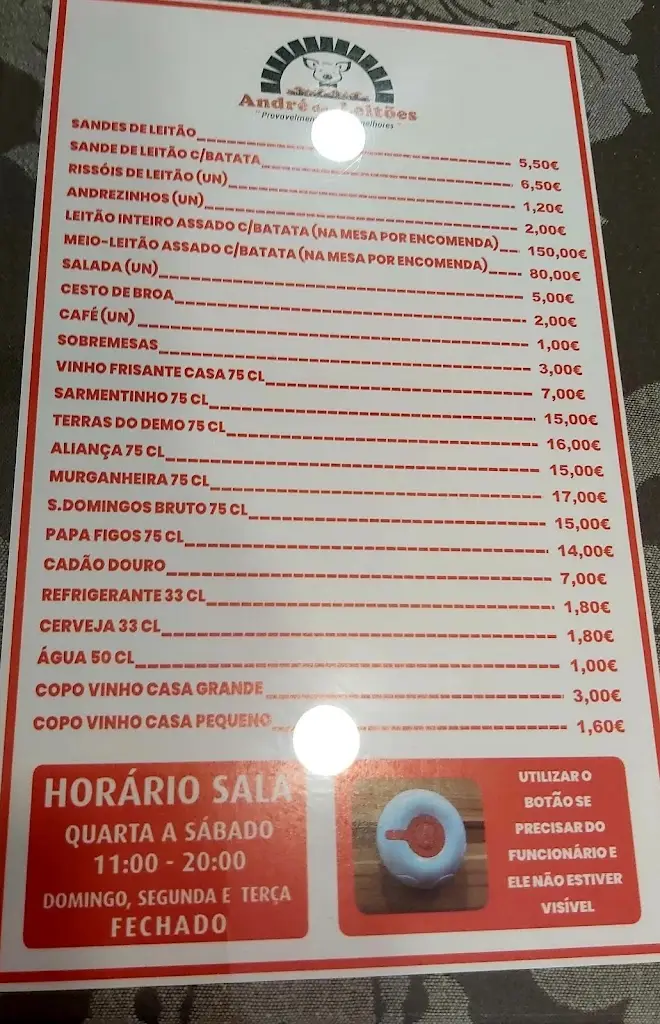 André Leitões
SANDES DE LEITÃO 5,50€
SANDE DE LEITÃO C/BATATA 6,50€
RISSÓIS DE LEITÃO (UN) 1,20€
ANDREZINHOS (UN) 2,00€
LEITÃO INTEIRO ASSADO C/BATATA (NA MESA POR ENCOMENDA) 150,00€
MEIO-LEITÃO ASSADO C/BATATA (NA MESA POR ENCOMENDA) 80,00€
SALADA (UN) 5,00€
CESTO DE BROA 2,00€
CAFÉ (UN) 1,00€
SOBREMESAS 3,00€
VINHO FRISANTE CASA 75 CL 7,00€
SARMENTINHO 75 CL 15,00€
TERRAS DO DEMO 75 CL 16,00€
ALIANÇA 75 CL 15,00€
MURGANHEIRA 75 CL 17,00€
S.DOMINGOS BRUTO 75 CL 15,00€
PAPA FIGOS 75 CL 14,00€
CADÃO DOURO 7,00€
REFRIGERANTE 33 CL 1,80€
CERVEJA 33 CL 1,80€
ÁGUA 50 CL 1,00€
COPO VINHO CASA GRANDE 3,00€
COPO VINHO CASA PEQUENO 1,60€
HORÁRIO SALA
QUARTA A SÁBADO
11:00 - 20:00
DOMINGO, SEGUNDA E TERÇA
FECHADO
UTILIZAR O
BOTÃO SE
PRECISAR DO
FUNCIONÁRIO E
ELE NÃO ESTIVER
VISÍVEL